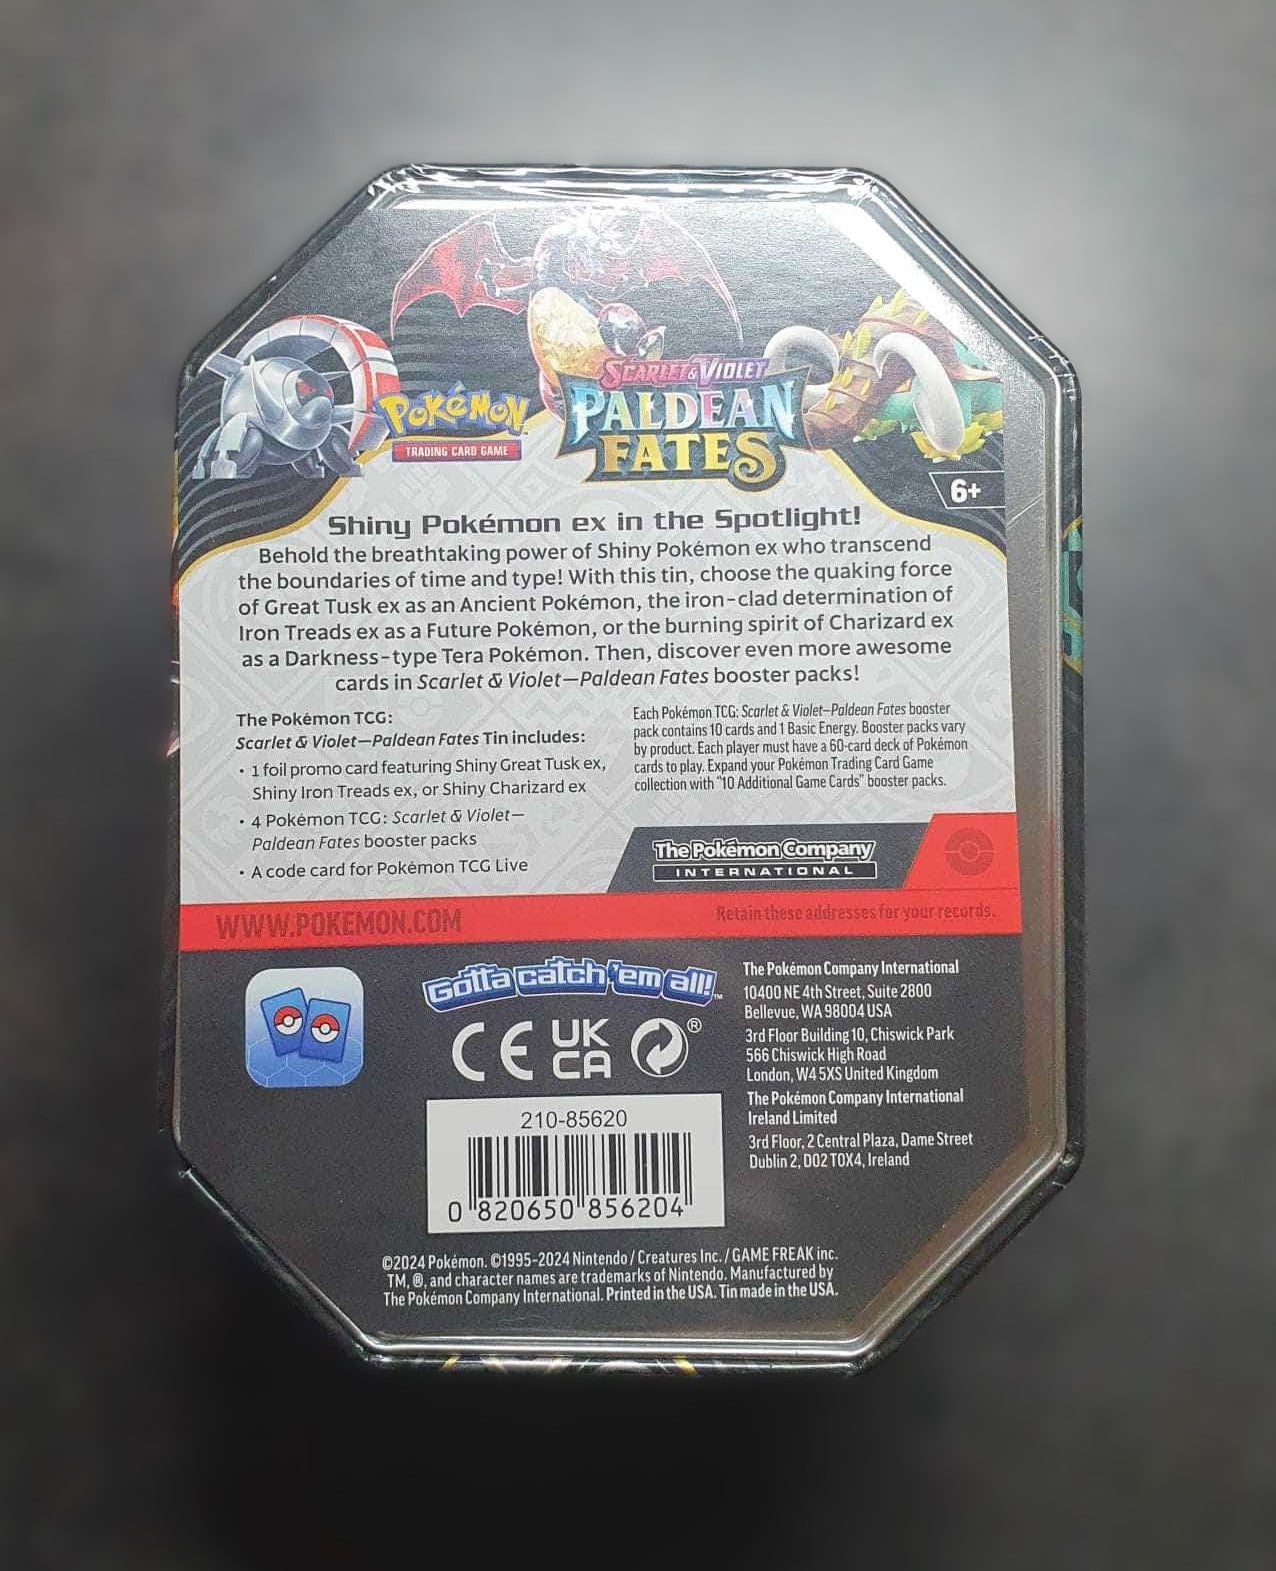 SCARLET & VIOLET
POKéMON
PALDEAN
TRADING CARD GAME
FATES
6+
Shiny Pokémon ex in the Spotlight!
Behold the breathtaking power of Shiny Pokémon ex who transcend
the boundaries of time and type! With this tin, choose the quaking force
of Great Tusk ex as an Ancient Pokémon, the iron-clad determination of
Iron Treads ex as a Future Pokémon, or the burning spirit of Charizard ex
as a Darkness-type Tera Pokémon. Then, discover even more awesome
cards in Scarlet & Violet—Paldean Fates booster packs!
The Pokémon TCG:
Scarlet & Violet—Paldean Fates Tin includes:
• 1 foil promo card featuring Shiny Great Tusk ex,
Shiny Iron Treads ex, or Shiny Charizard ex
• 4 Pokémon TCG: Scarlet & Violet—
Paldean Fates booster packs
• A code card for Pokémon TCG Live
Each Pokémon TCG: Scarlet & Violet–Paldean Fates booster
pack contains 10 cards and 1 Basic Energy. Booster packs vary
by product. Each player must have a 60-card deck of Pokémon
cards to play. Expand your Pokémon Trading Card Game
collection with "10 Additional Game Cards" booster packs.
The Pokémon Company
INTERNATIONAL
WWW.POKEMON.COM
Retain these addresses for your records.
Gotta catch 'em all!™
CE UK
CA ®
210-85620
0 820650 856204
The Pokémon Company International
10400 NE 4th Street, Suite 2800
Bellevue, WA 98004 USA
3rd Floor Building 10, Chiswick Park
566 Chiswick High Road
London, W4 5XS United Kingdom
The Pokémon Company International
Ireland Limited
3rd Floor, 2 Central Plaza, Dame Street
Dublin 2, D02 T0X4, Ireland
©2024 Pokémon. ©1995-2024 Nintendo / Creatures Inc. / GAME FREAK inc.
TM, ®, and character names are trademarks of Nintendo. Manufactured by
The Pokémon Company International. Printed in the USA. Tin made in the USA.